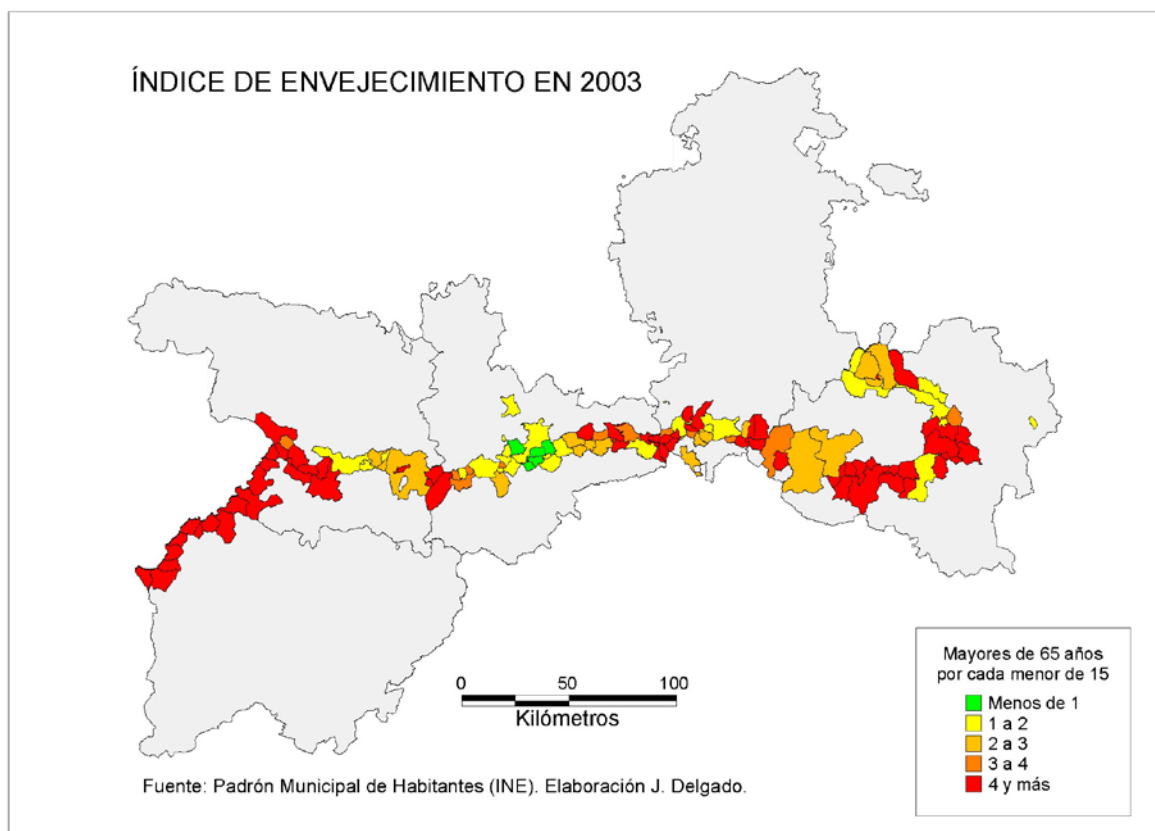 ÍNDICE DE ENVEJECIMIENTO EN 2003
0 50 100
Kilómetros
Mayores de 65 años
por cada menor de 15
Menos de 1
1 a 2
2 a 3
3 a 4
4 y más
Fuente: Padrón Municipal de Habitantes (INE). Elaboración J. Delgado.